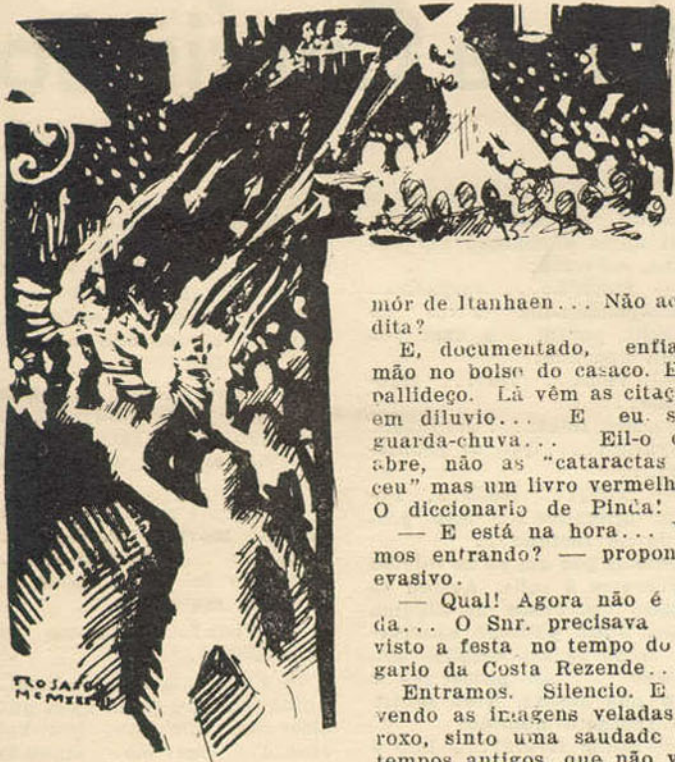 mór de Itanhaen... Não ac
dita?
E, documentado, enfia
mão no bolso do casaco. E
pallideço. Lá vêm as citaç
em diluvio... E eu s
guarda-chuva... Eil-o
abre, não as "cataractas
ceu" mas um livro vermelh
O diccionario de Pinda!
— E está na hora...
mos entrando? — propon
evasivo.
— Qual! Agora não é
da... O Snr. precisava
visto a festa no tempo do
gario da Costa Rezende..
Entramos. Silencio. E
vendo as imagens veladas
roxo, sinto uma saudade
tempos antigos, que não v